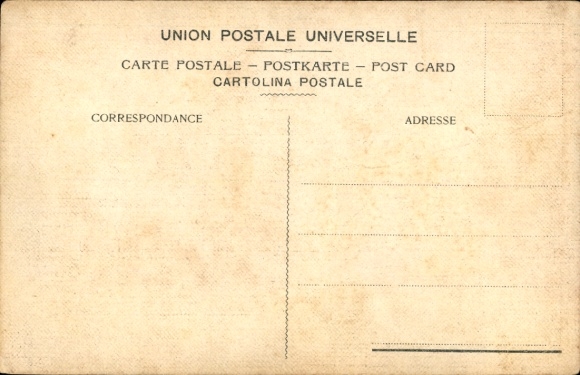 UNION POSTALE UNIVERSELLE
CARTE POSTALE — POSTKARTE — POST CARD
CARTOLINA POSTALE
CORRESPONDANCE
ADRESSE